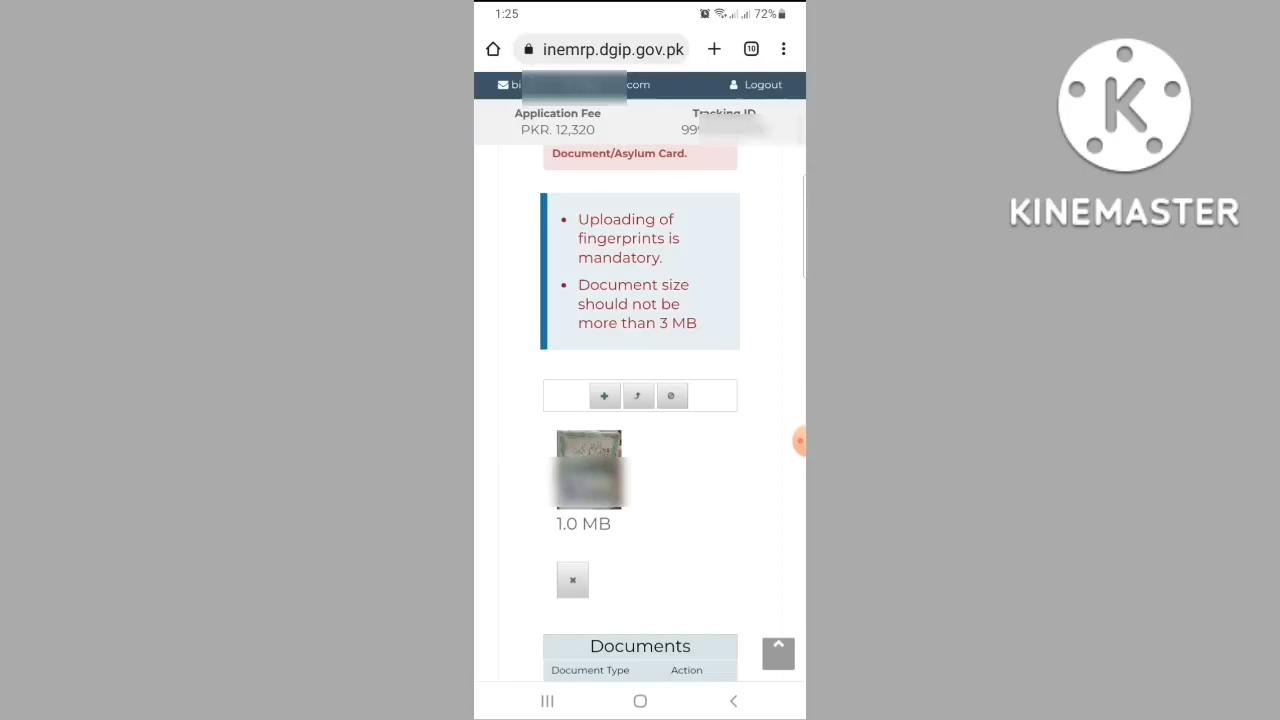 1:25
72%
inemrp.dgip.gov.pk
10
bi com
Logout
Application Fee
Tracking ID
PKR. 12,320
99
Document/Asylum Card.
• Uploading of
fingerprints is
mandatory.
• Document size
should not be
more than 3 MB
1.0 MB
Documents
Document Type
Action
K
KINEMASTER